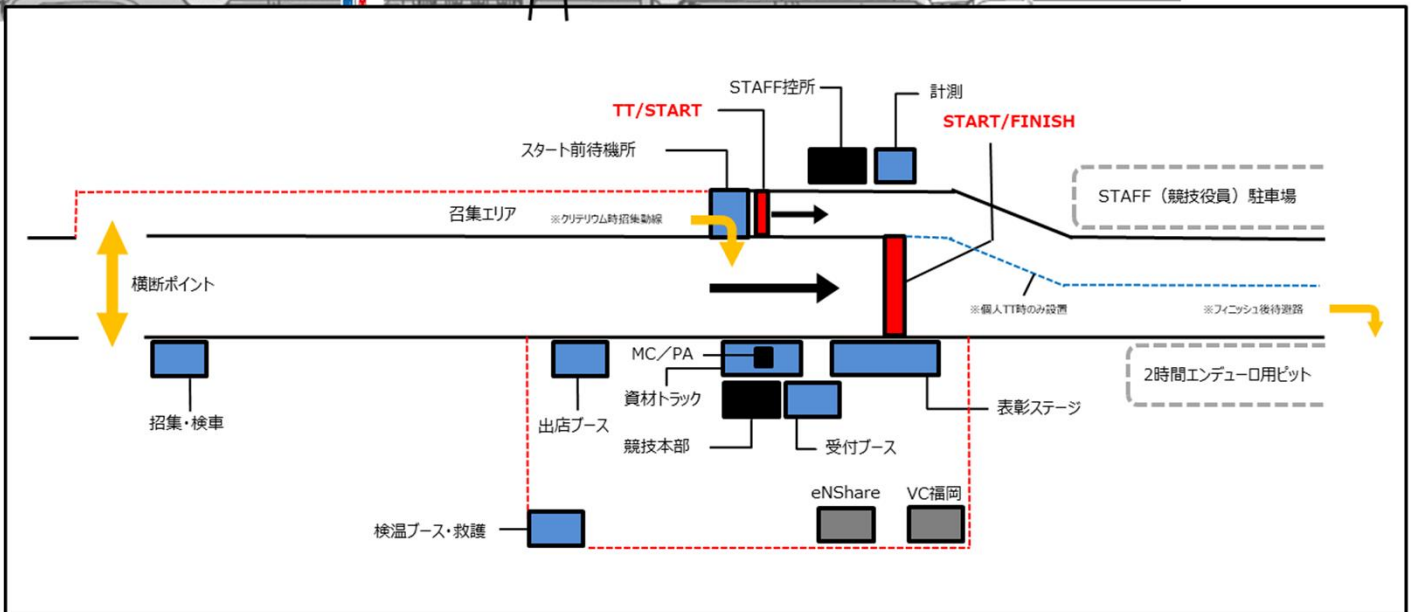 STAFF控所
計測
TT/START
START/FINISH
スタート前待機所
STAFF（競技役員）駐車場
召集エリア
※クリテリウム時招集動線
横断ポイント
※個人TT時のみ設置
※フィニッシュ後待避路
MC／PA
2時間エンデューロ用ピット
資材トラック
表彰ステージ
招集・検車
出店ブース
競技本部
受付ブース
eNShare
VC福岡
検温ブース・救護